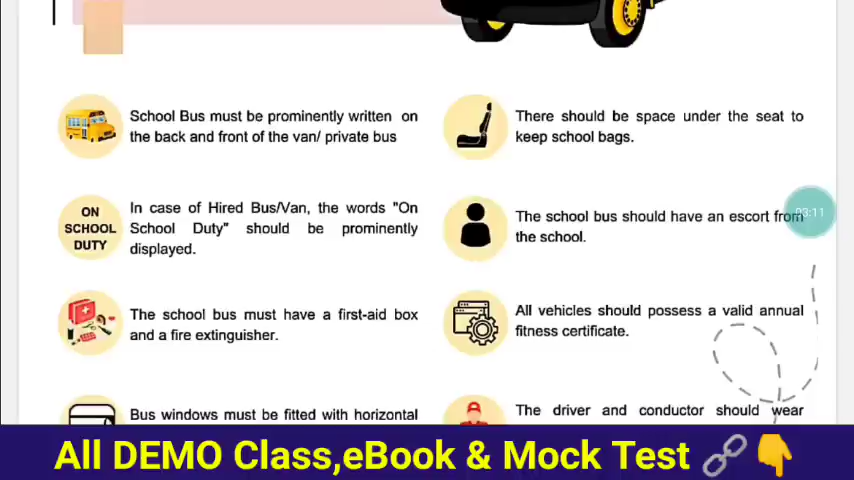 School Bus must be prominently written on
the back and front of the van/ private bus
ON
SCHOOL
DUTY
In case of Hired Bus/Van, the words "On
School Duty" should be prominently
displayed.
The school bus must have a first-aid box
and a fire extinguisher.
Bus windows must be fitted with horizontal
There should be space under the seat to
keep school bags.
The school bus should have an escort from
the school.
03:11
All vehicles should possess a valid annual
fitness certificate.
The driver and conductor should wear
All DEMO Class,eBook & Mock Test